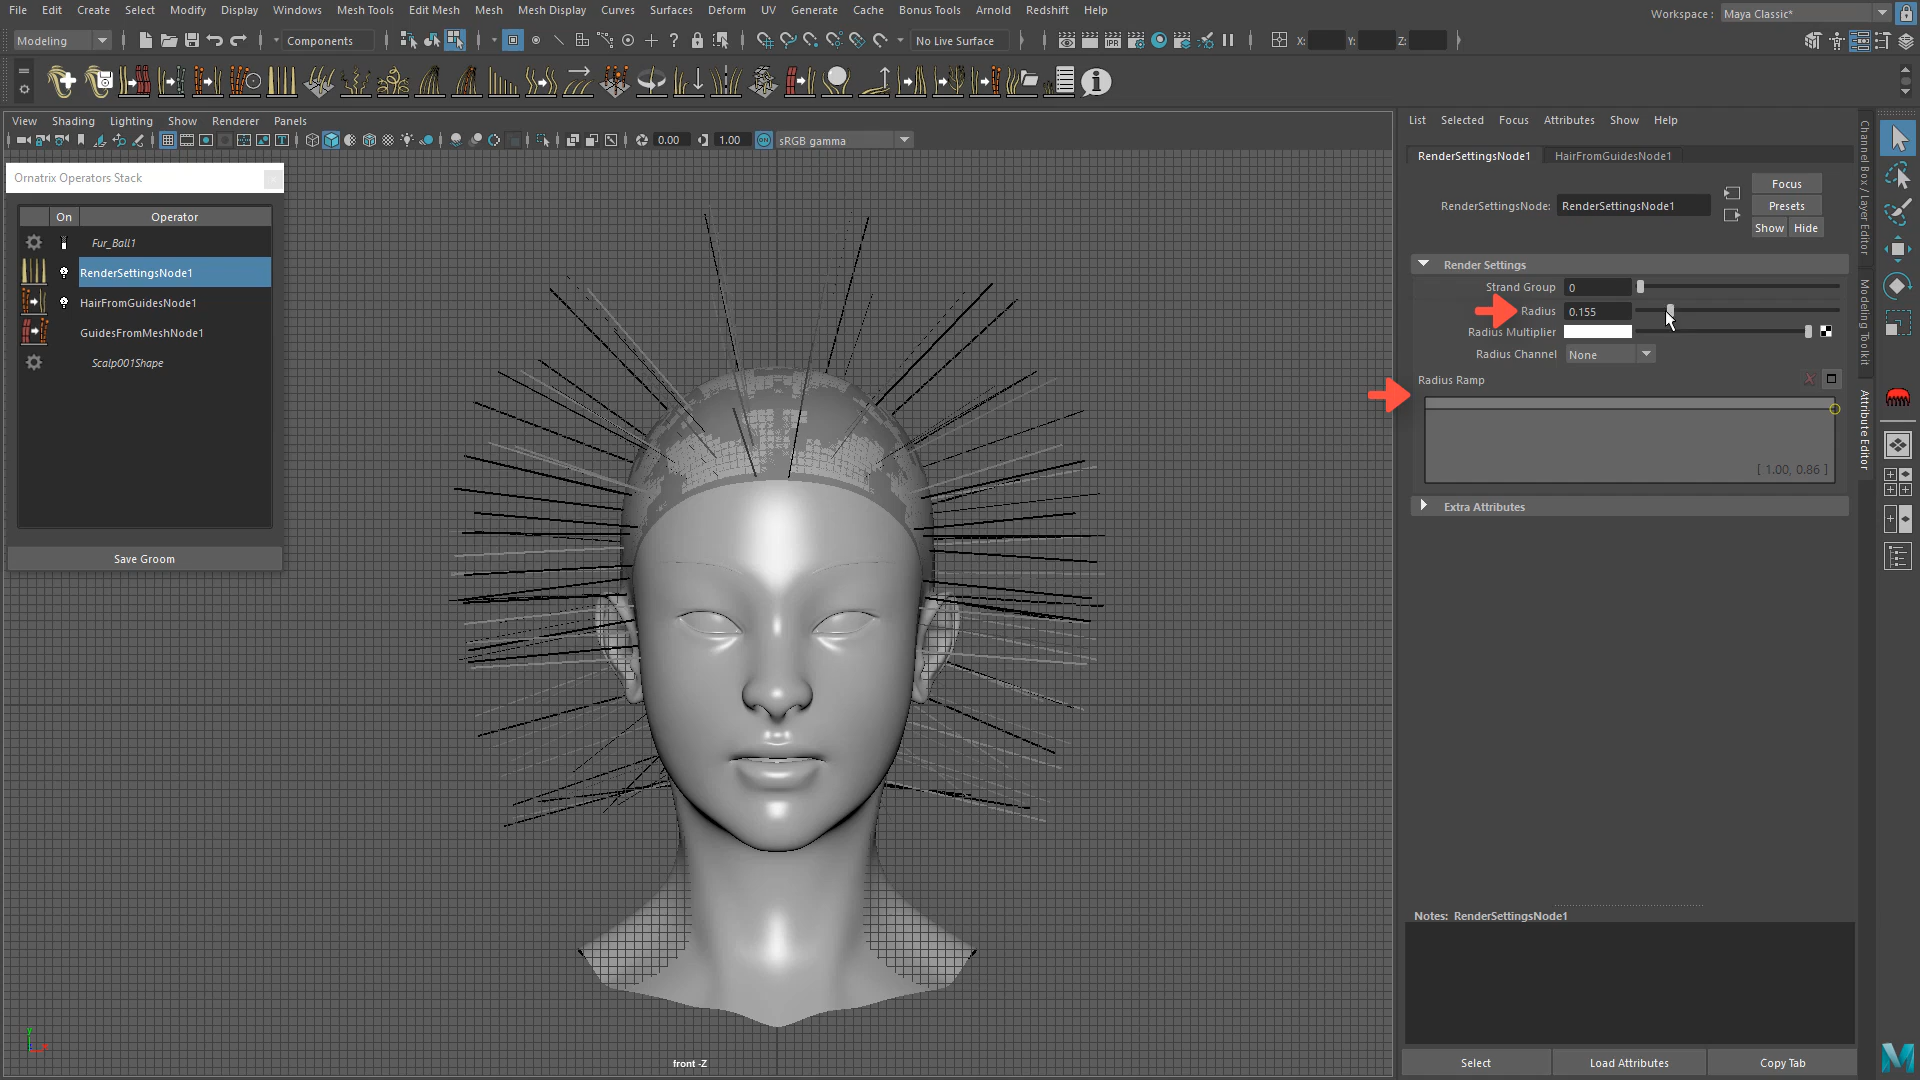 File Edit Create Select Modify Display Windows Mesh Tools Edit Mesh Mesh Mesh Display Curves Surfaces Deform UV Generate Cache Bonus Tools Arnold Redshift Help
Workspace : Maya Classic*
Modeling Components No Live Surface X: Y: Z:
View Shading Lighting Show Renderer Panels
0.00 1.00 sRGB gamma
Ornatrix Operators Stack
On Operator
Fur_Ball1
RenderSettingsNode1
HairFromGuidesNode1
GuidesFromMeshNode1
Scalp001Shape
Save Groom
front -Z
y
List Selected Focus Attributes Show Help
RenderSettingsNode1 HairFromGuidesNode1
Focus
RenderSettingsNode: RenderSettingsNode1 Presets
Show Hide
Render Settings
Strand Group 0
Radius 0.155
Radius Multiplier
Radius Channel None
Radius Ramp
[ 1.00, 0.86 ]
Extra Attributes
Notes: RenderSettingsNode1
Select Load Attributes Copy Tab
Channel Box / Layer Editor
Modeling Toolkit
Attribute Editor